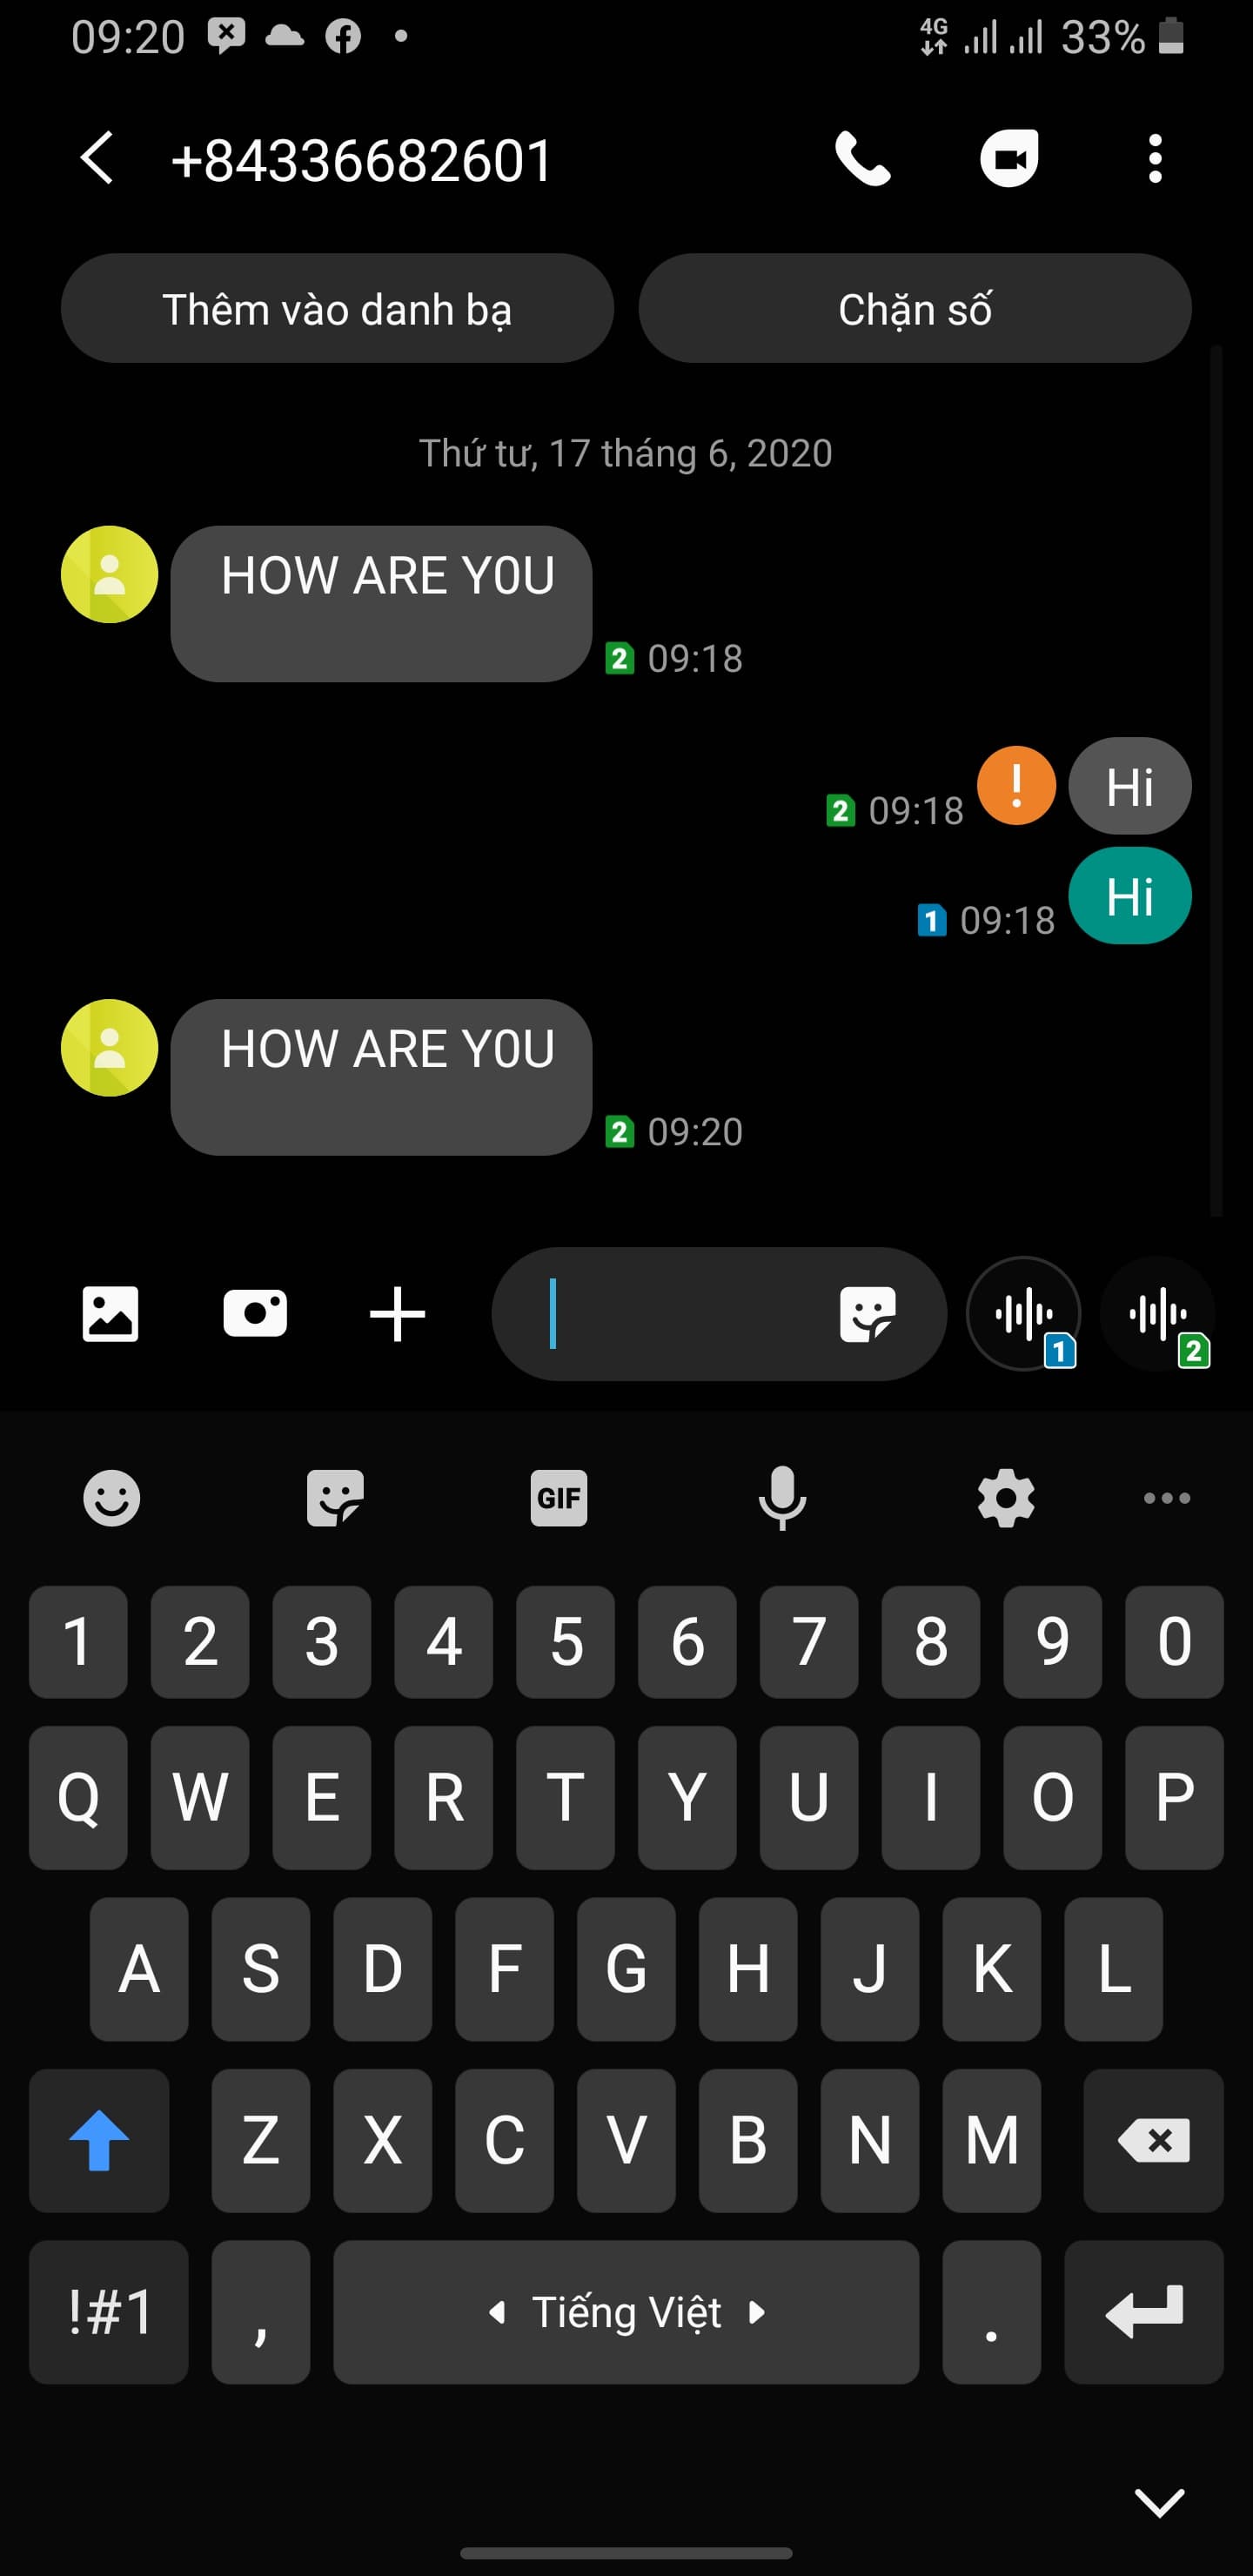 09:20
4G 33%
+84336682601
Thêm vào danh bạ Chặn số
Thứ tư, 17 tháng 6, 2020
HOW ARE Y0U
2 09:18
2 09:18 ! Hi
1 09:18 Hi
HOW ARE Y0U
2 09:20
1 2
GIF
1 2 3 4 5 6 7 8 9 0
Q W E R T Y U I O P
A S D F G H J K L
Z X C V B N M
!#1 , Tiếng Việt .